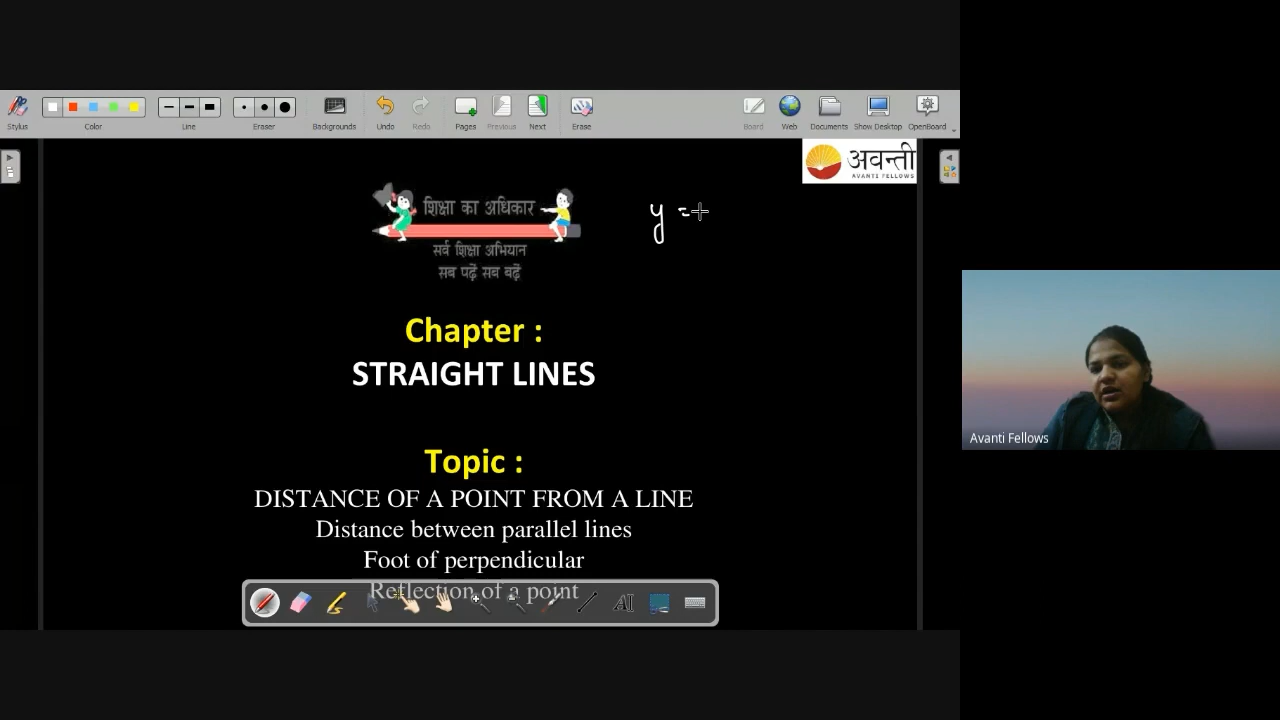 Stylus
Color
Line
Eraser
Backgrounds
Undo
Redo
Pages
Previous
Next
Erase
Board
Web
Documents
Show Desktop
OpenBoard
अवन्ती
AVANTI FELLOWS
शिक्षा का अधिकार
सर्व शिक्षा अभियान
सब पढ़ें सब बढ़ें
y =
Chapter :
STRAIGHT LINES
Topic :
DISTANCE OF A POINT FROM A LINE
Distance between parallel lines
Foot of perpendicular
Reflection of a point
AI
Avanti Fellows